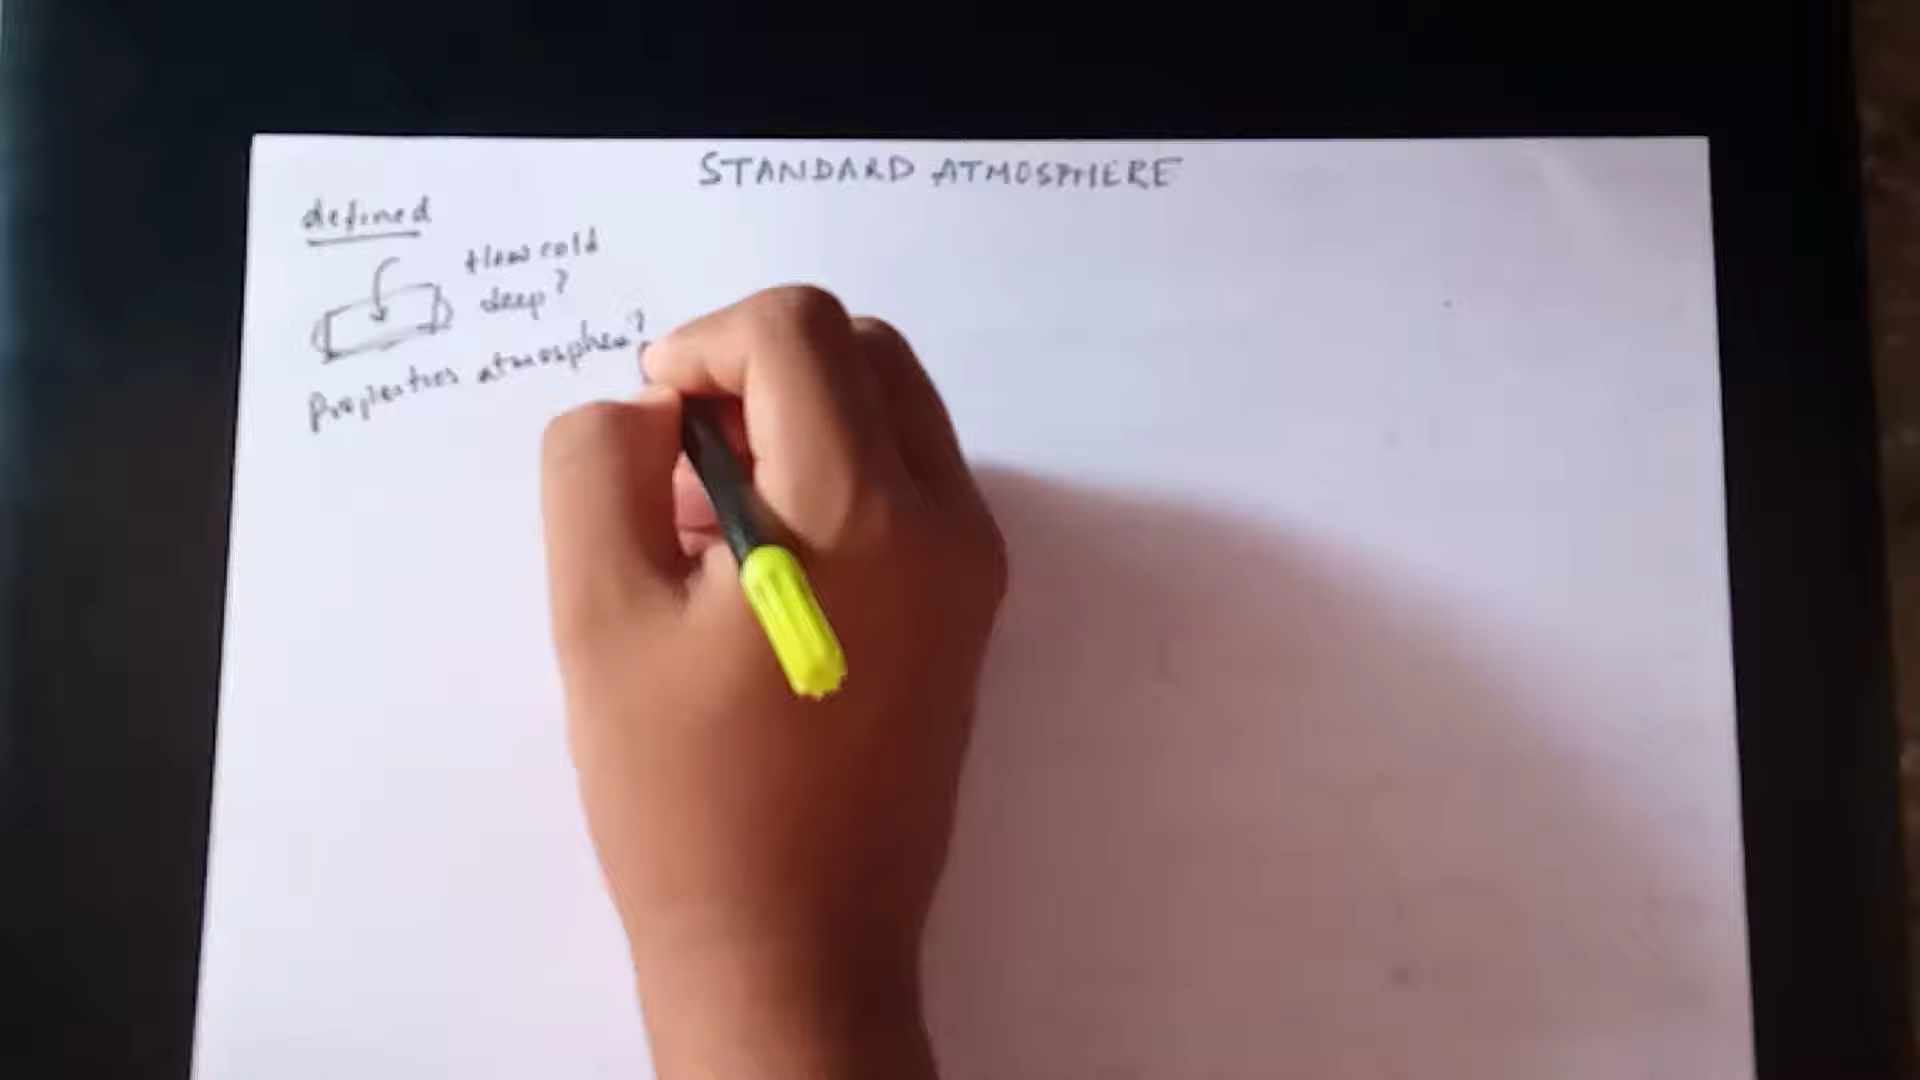 STANDARD ATMOSPHERE
defined
How cold
deep?
Properties atmosphere?